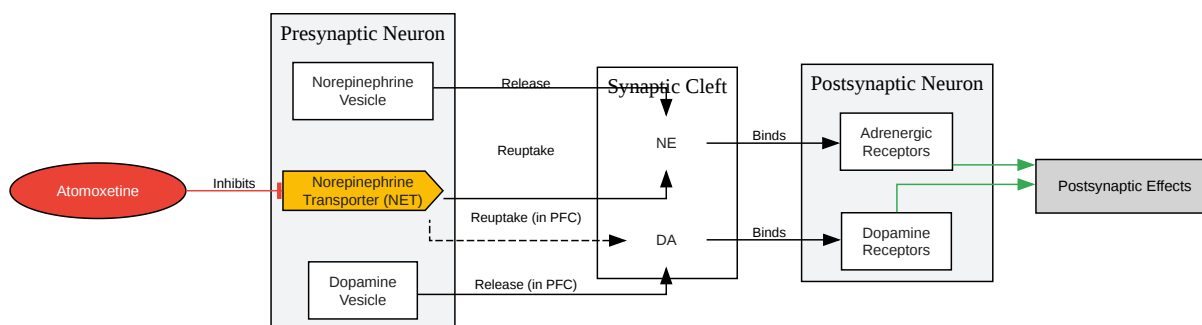 Presynaptic Neuron
Norepinephrine
Vesicle
Release
Synaptic Cleft
Postsynaptic Neuron
NE
Binds
Adrenergic
Receptors
Reuptake
Atomoxetine
Inhibits
Norepinephrine
Transporter (NET)
Postsynaptic Effects
Reuptake (in PFC)
DA
Binds
Dopamine
Receptors
Dopamine
Vesicle
Release (in PFC)